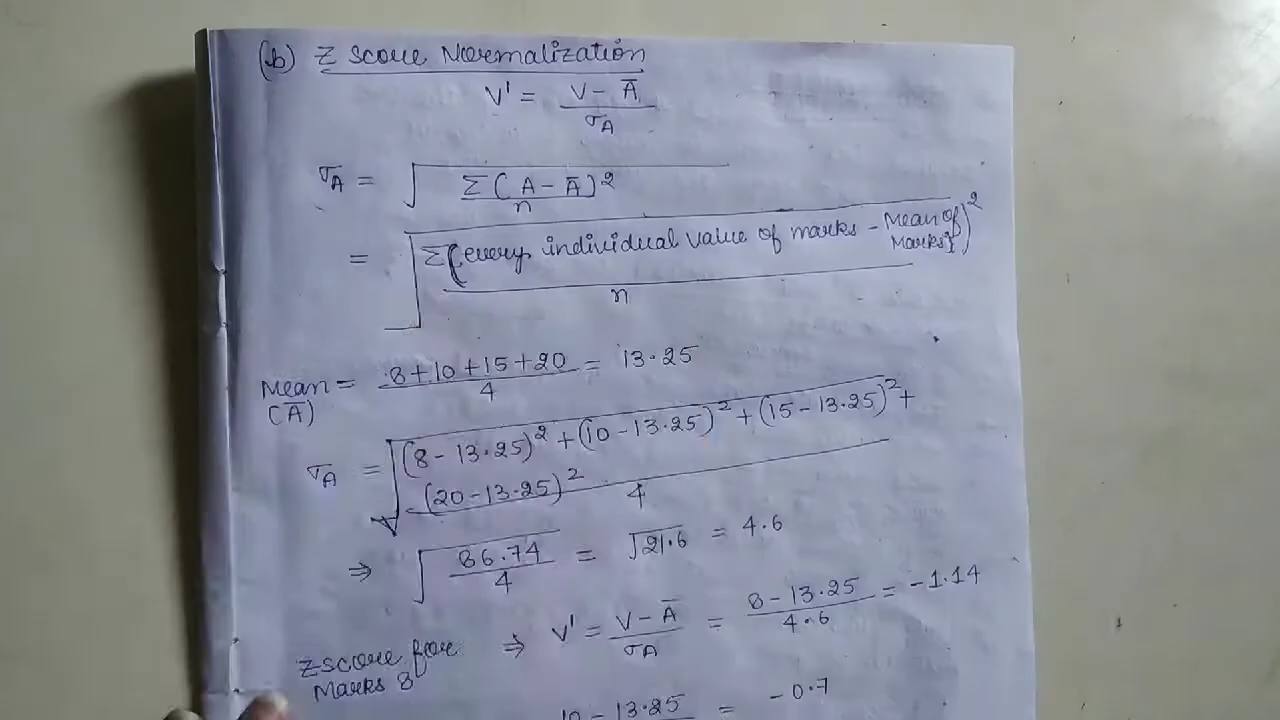 (b) Z score Normalization
V' = V - Ā / σA
σA = √ Σ(A - Ā)² / n
= √ Σ(every individual value of marks - Mean of Marks)² / n
Mean (Ā) = 8+10+15+20 / 4 = 13.25
σA = √ (8 - 13.25)² + (10 - 13.25)² + (15 - 13.25)² +
(20 - 13.25)² / 4
⇒ √ 86.74 / 4 = √21.6 = 4.6
Z score for Marks 8 ⇒ V' = V - Ā / σA = 8 - 13.25 / 4.6 = -1.14
10 - 13.25 = -0.7